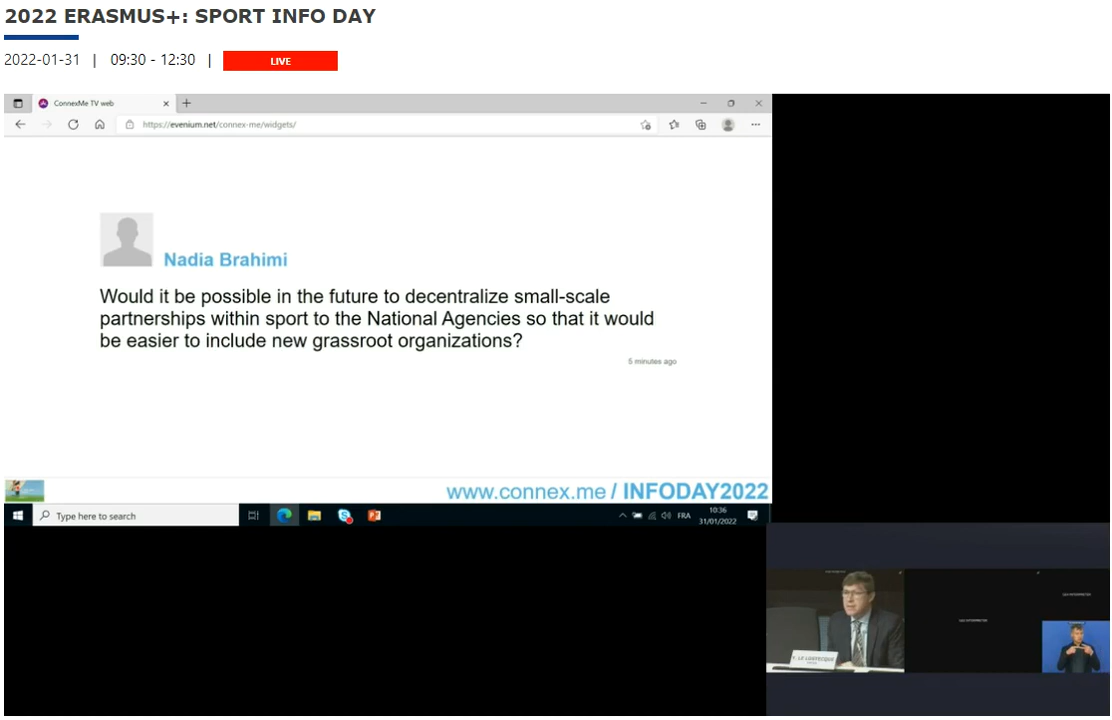 2022 ERASMUS+: SPORT INFO DAY
2022-01-31 | 09:30 - 12:30 | LIVE
ConnexMe TV web
https://evenium.net/connex-me/widgets/
Nadia Brahimi
Would it be possible in the future to decentralize small-scale
partnerships within sport to the National Agencies so that it would
be easier to include new grassroot organizations?
5 minutes ago
www.connex.me / INFODAY2022
Type here to search
FRA
10:36
31/01/2022
Y. LE LOSTECQUE